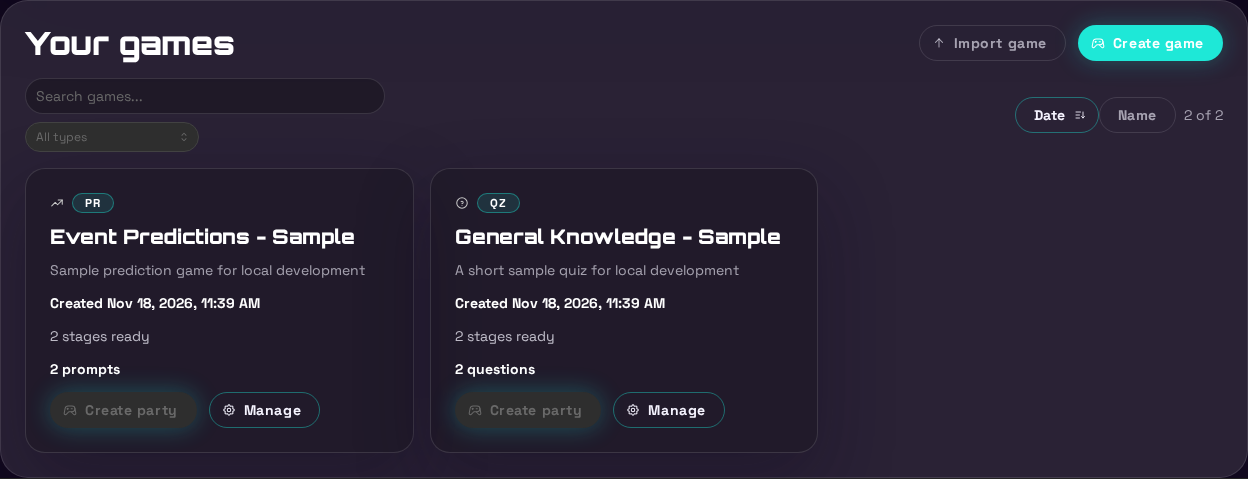 Your games
Import game
Create game
Search games...
All types
Date
Name
2 of 2
PR
Event Predictions - Sample
Sample prediction game for local development
Created Nov 18, 2026, 11:39 AM
2 stages ready
2 prompts
Create party
Manage
QZ
General Knowledge - Sample
A short sample quiz for local development
Created Nov 18, 2026, 11:39 AM
2 stages ready
2 questions
Create party
Manage